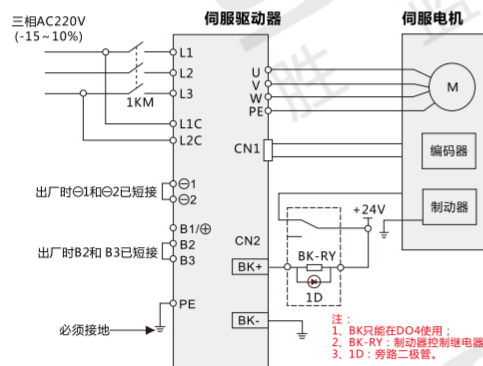 三相AC220V
(-15~10%)
伺服驱动器
伺服电机
L1
L2
L3
1KM
L1C
L2C
U
V
W
PE
M
CN1
编码器
制动器
出厂时⊖1和⊖2已短接
⊖1
⊖2
+24V
B1/⊕
出厂时B2和 B3已短接
B2
B3
CN2
BK+
BK-RY
1D
PE
必须接地
BK-
注：
1、BK只能在DO4使用；
2、BK-RY：制动器控制继电器
3、1D：旁路二极管。
胜
监